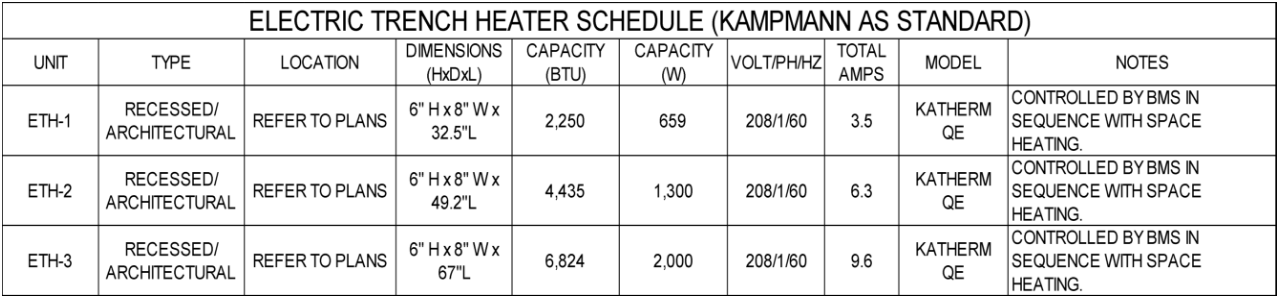 ELECTRIC TRENCH HEATER SCHEDULE (KAMPMANN AS STANDARD)
UNIT TYPE LOCATION DIMENSIONS (HxDxL) CAPACITY (BTU) CAPACITY (W) VOLT/PH/HZ TOTAL AMPS MODEL NOTES
ETH-1 RECESSED/ ARCHITECTURAL REFER TO PLANS 6" H x 8" W x 32.5"L 2,250 659 208/1/60 3.5 KATHERM QE CONTROLLED BY BMS IN SEQUENCE WITH SPACE HEATING.
ETH-2 RECESSED/ ARCHITECTURAL REFER TO PLANS 6" H x 8" W x 49.2"L 4,435 1,300 208/1/60 6.3 KATHERM QE CONTROLLED BY BMS IN SEQUENCE WITH SPACE HEATING.
ETH-3 RECESSED/ ARCHITECTURAL REFER TO PLANS 6" H x 8" W x 67"L 6,824 2,000 208/1/60 9.6 KATHERM QE CONTROLLED BY BMS IN SEQUENCE WITH SPACE HEATING.